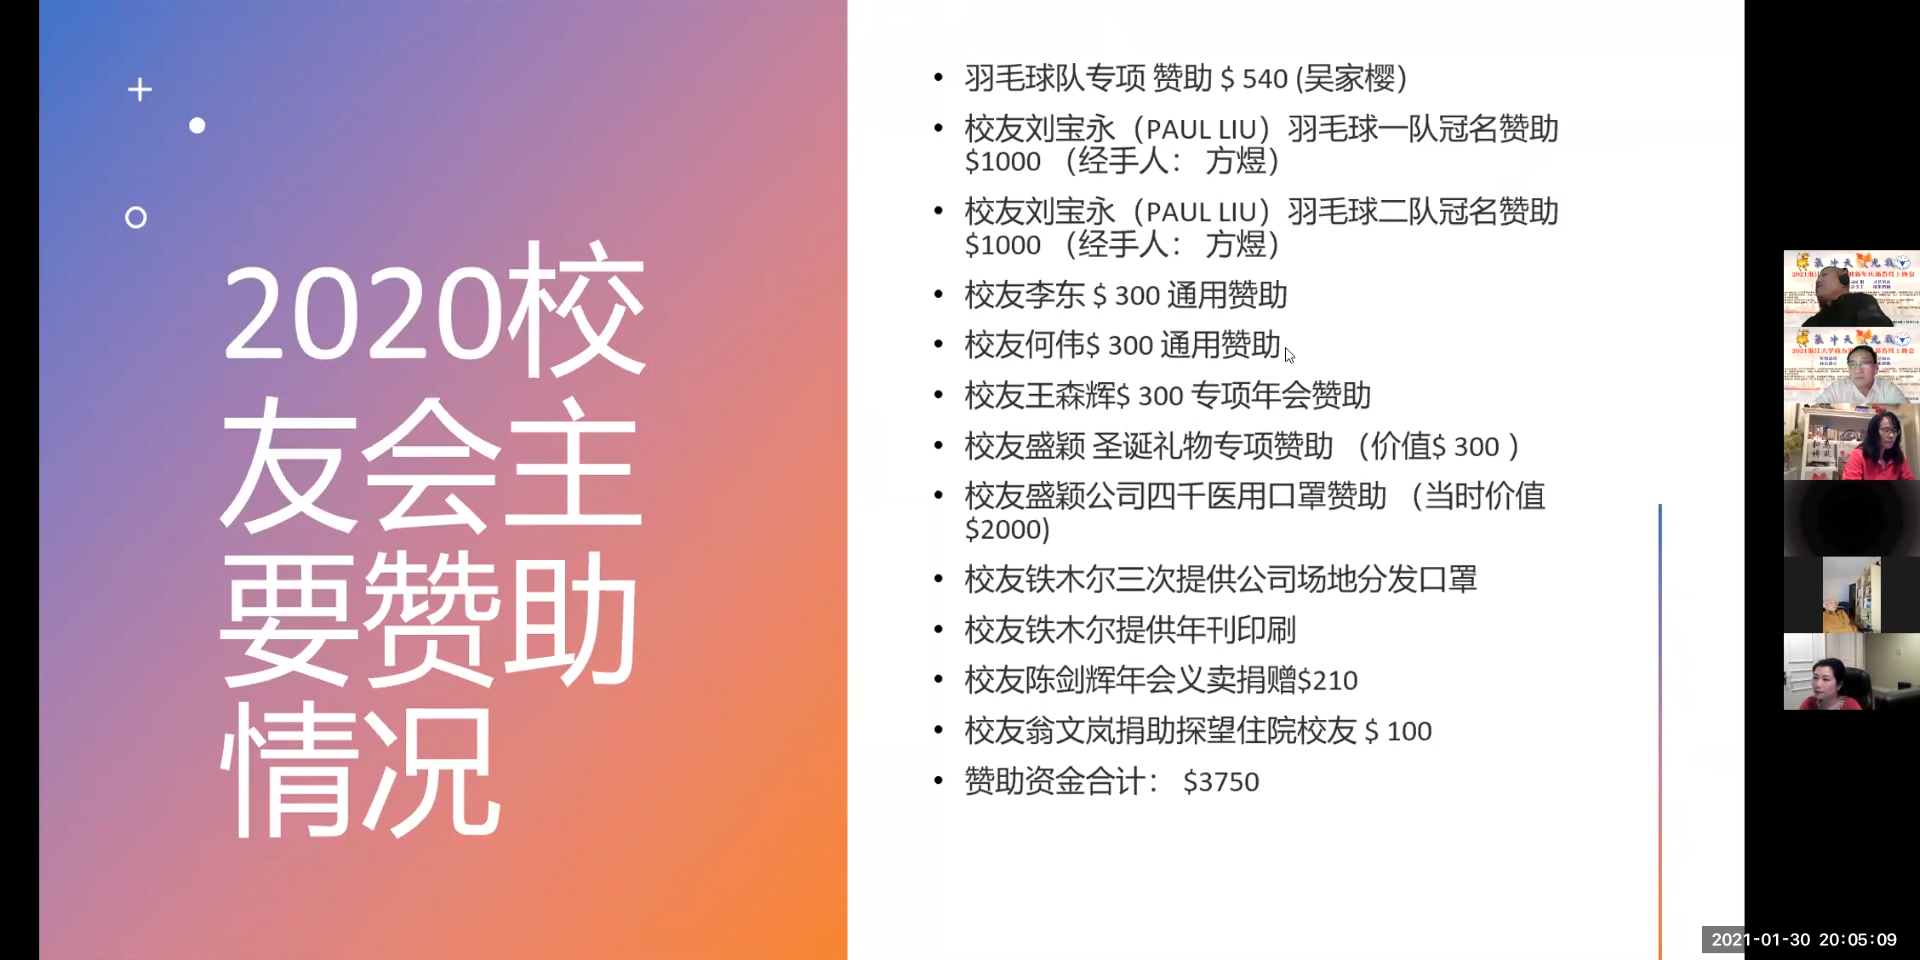 2020校
友会主
要赞助
情况
• 羽毛球队专项 赞助 $ 540 (吴家樱)
• 校友刘宝永（PAUL LIU）羽毛球一队冠名赞助
$1000 （经手人： 方煜）
• 校友刘宝永（PAUL LIU）羽毛球二队冠名赞助
$1000 （经手人： 方煜）
• 校友李东 $ 300 通用赞助
• 校友何伟$ 300 通用赞助
• 校友王森辉$ 300 专项年会赞助
• 校友盛颖 圣诞礼物专项赞助 （价值$ 300 ）
• 校友盛颖公司四千医用口罩赞助 （当时价值
$2000)
• 校友铁木尔三次提供公司场地分发口罩
• 校友铁木尔提供年刊印刷
• 校友陈剑辉年会义卖捐赠$210
• 校友翁文岚捐助探望住院校友 $ 100
• 赞助资金合计： $3750
2021-01-30 20:05:09